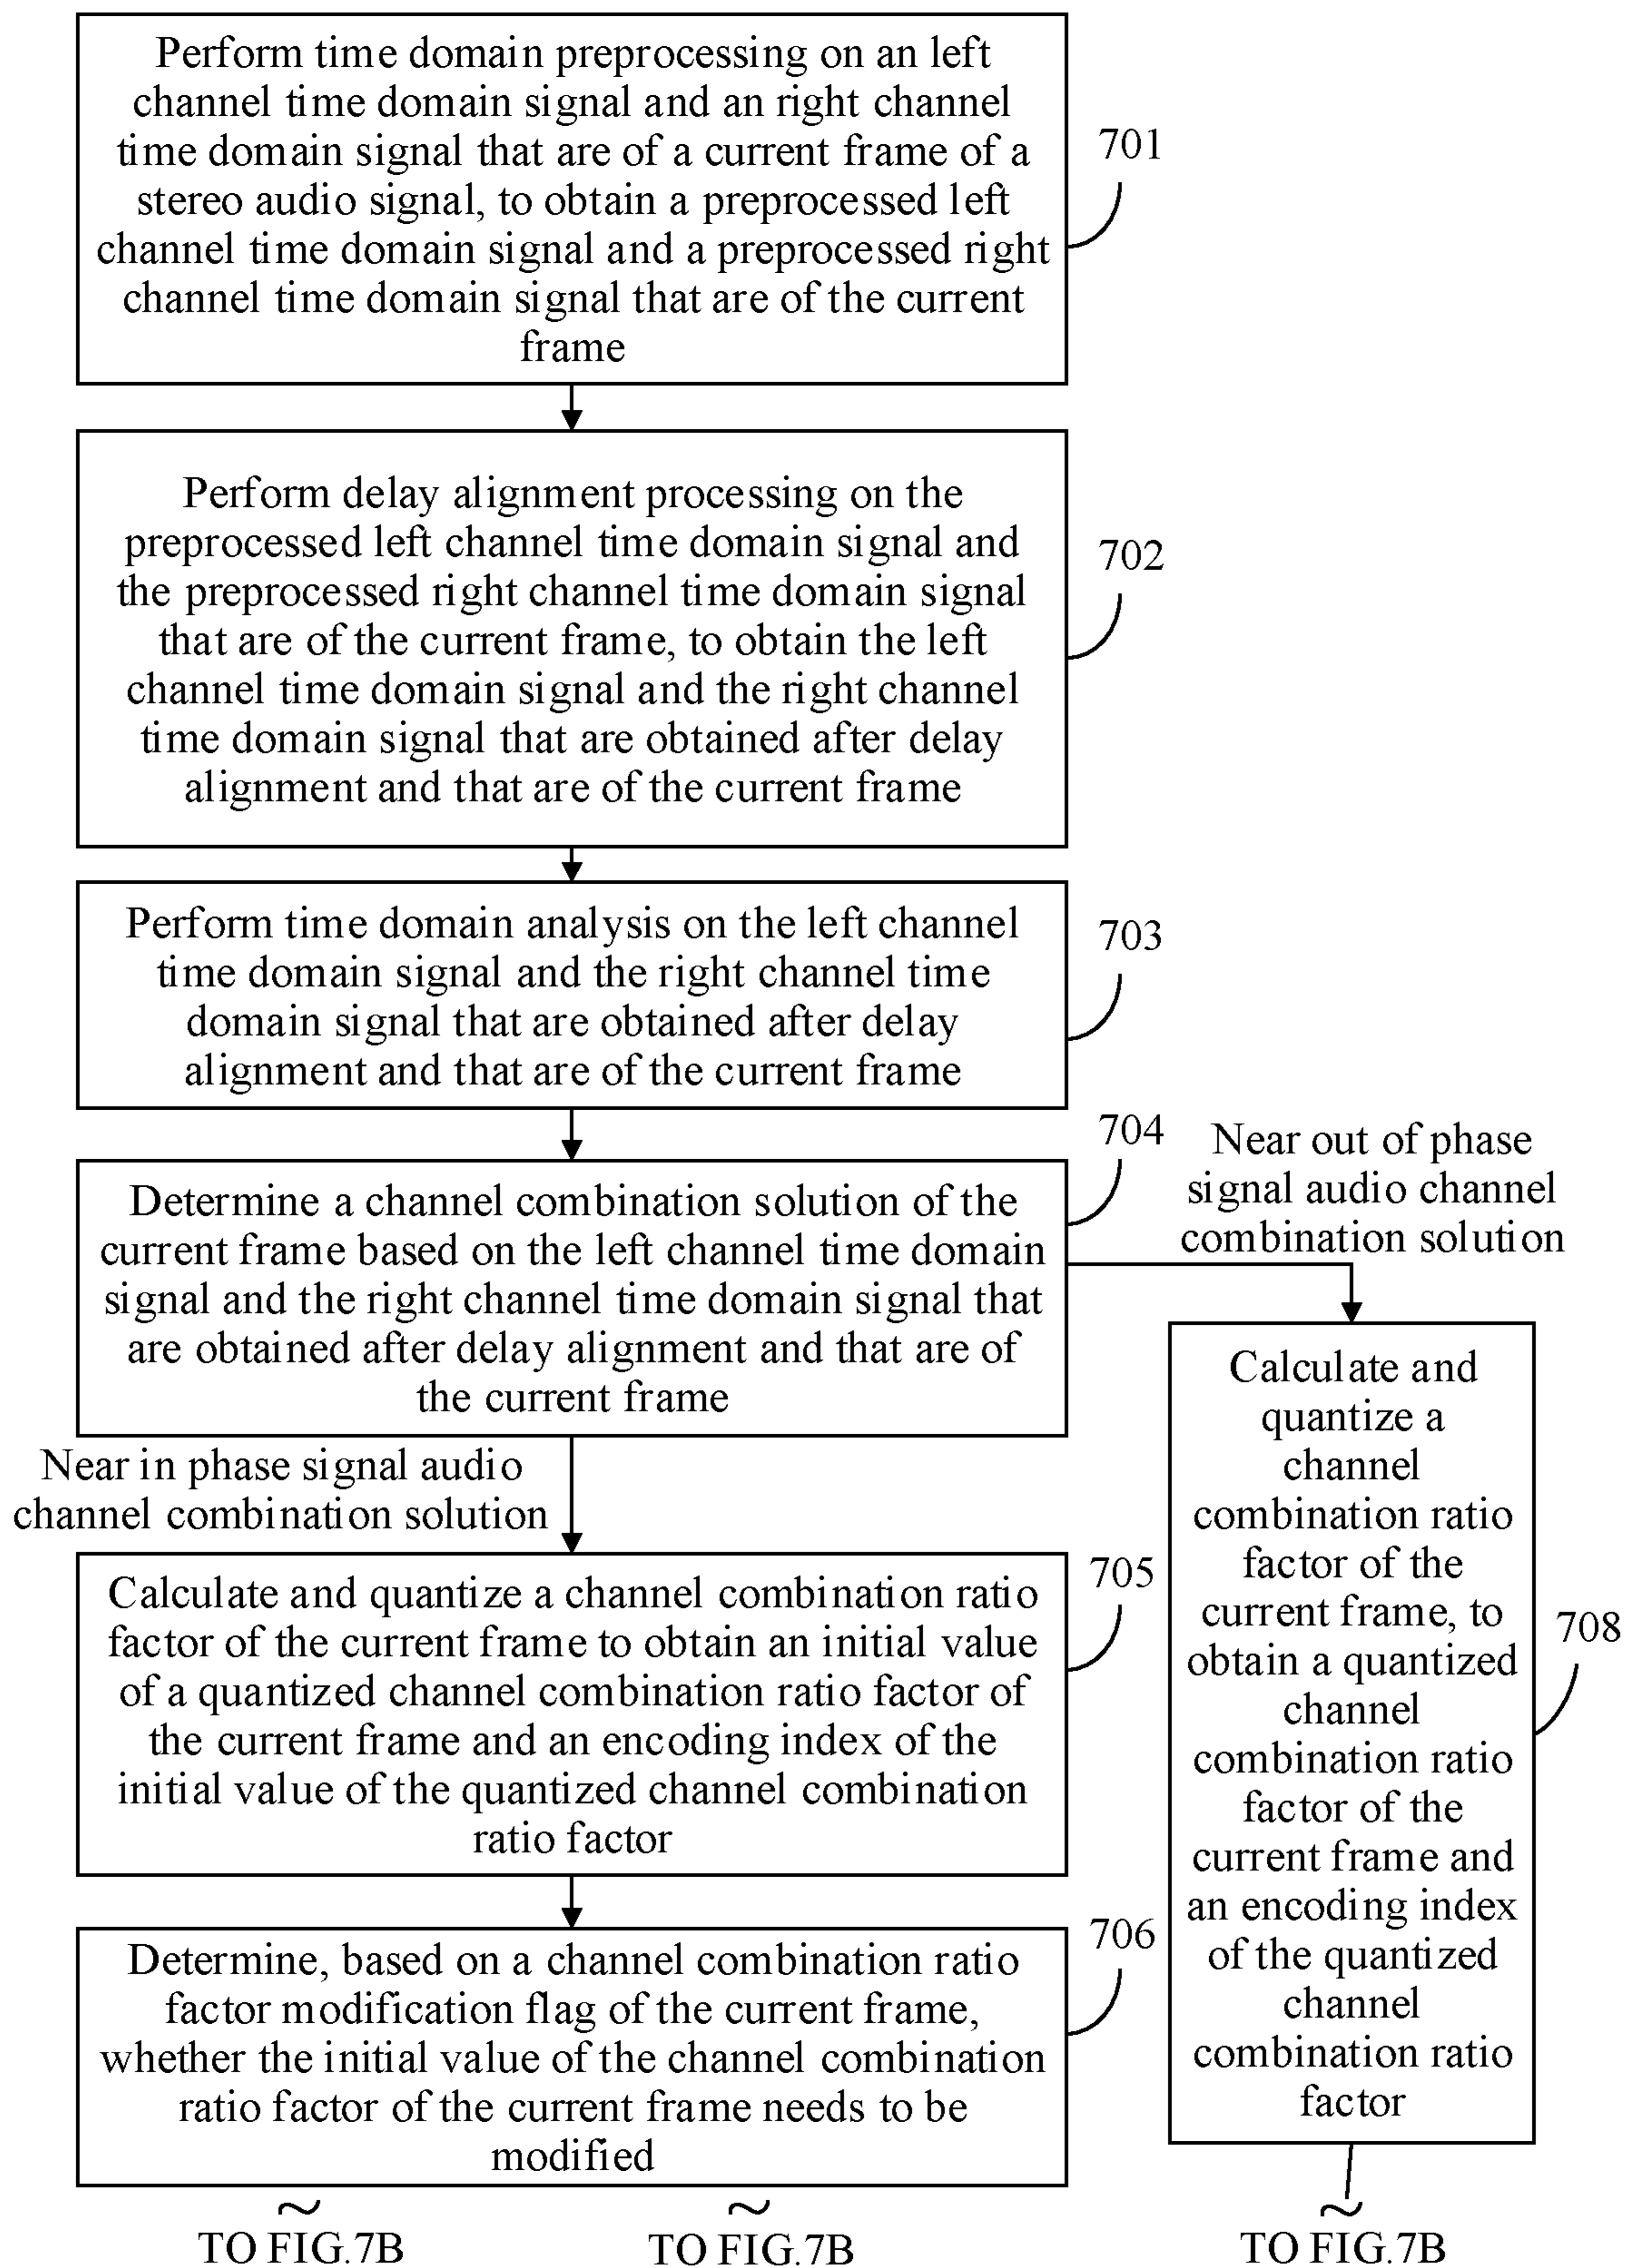 Perform time domain preprocessing on an left
channel time domain signal and an right channel
time domain signal that are of a current frame of a
stereo audio signal, to obtain a preprocessed left
channel time domain signal and a preprocessed right
channel time domain signal that are of the current
frame
701
Perform delay alignment processing on the
preprocessed left channel time domain signal and
the preprocessed right channel time domain signal
that are of the current frame, to obtain the left
channel time domain signal and the right channel
time domain signal that are obtained after delay
alignment and that are of the current frame
702
Perform time domain analysis on the left channel
time domain signal and the right channel time
domain signal that are obtained after delay
alignment and that are of the current frame
703
Determine a channel combination solution of the
current frame based on the left channel time domain
signal and the right channel time domain signal that
are obtained after delay alignment and that are of
the current frame
704
Near out of phase
signal audio channel
combination solution
Near in phase signal audio
channel combination solution
Calculate and quantize a channel combination ratio
factor of the current frame to obtain an initial value
of a quantized channel combination ratio factor of
the current frame and an encoding index of the
initial value of the quantized channel combination
ratio factor
705
Determine, based on a channel combination ratio
factor modification flag of the current frame,
whether the initial value of the channel combination
ratio factor of the current frame needs to be
modified
706
Calculate and
quantize a
channel
combination ratio
factor of the
current frame, to
obtain a quantized
channel
combination ratio
factor of the
current frame and
an encoding index
of the quantized
channel
combination ratio
factor
708
TO FIG.7B
TO FIG.7B
TO FIG.7B